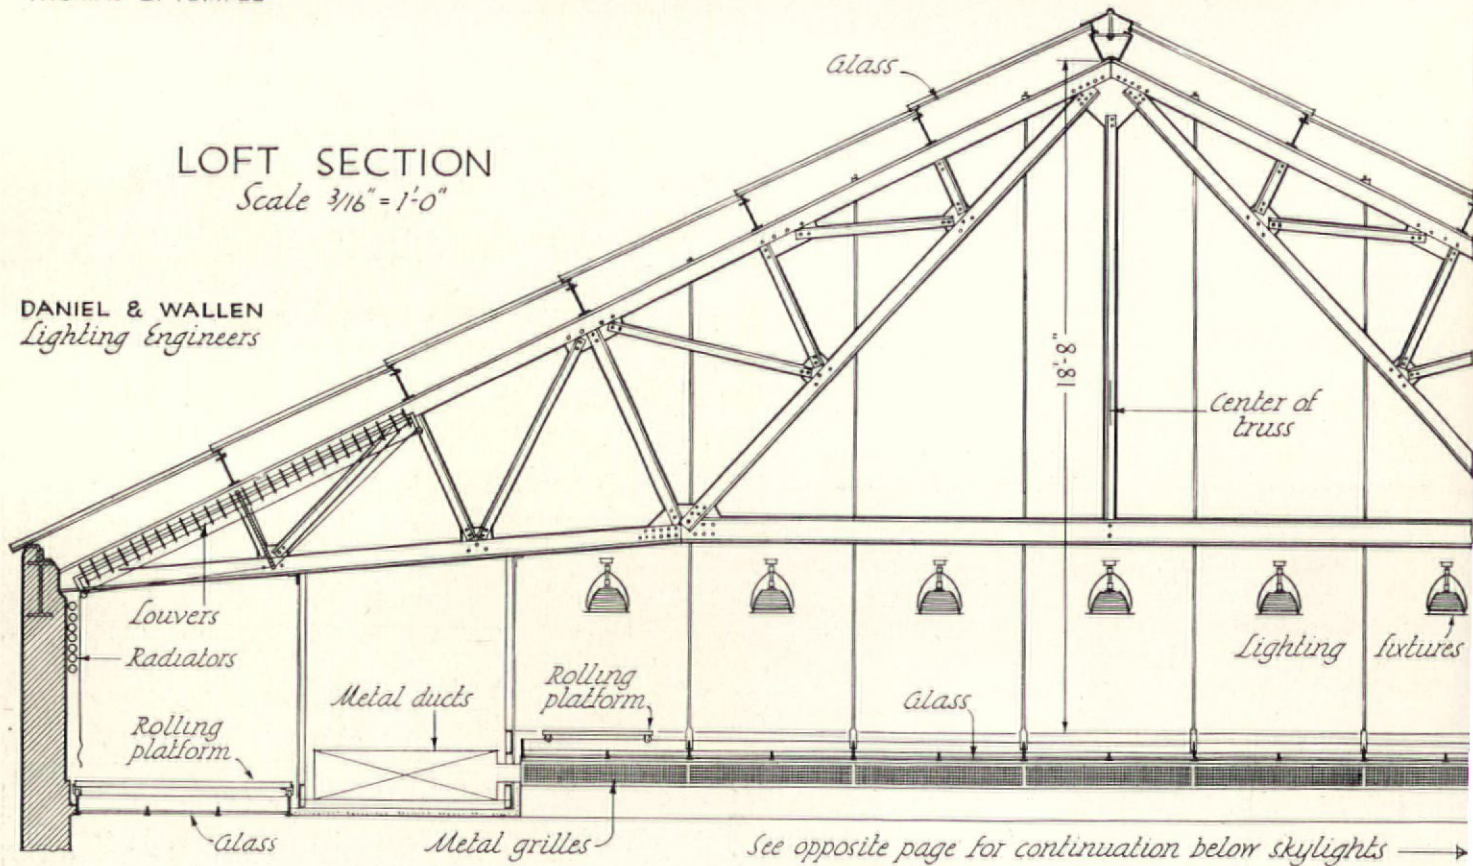 LOFT SECTION
Scale 3/16" = 1'-0"
DANIEL & WALLEN
Lighting Engineers
Glass
18'-8"
Center of
truss
Louvers
Radiators
Rolling
platform
Metal ducts
Rolling
platform
Glass
Lighting fixtures
Glass
Metal grilles
See opposite page for continuation below skylights